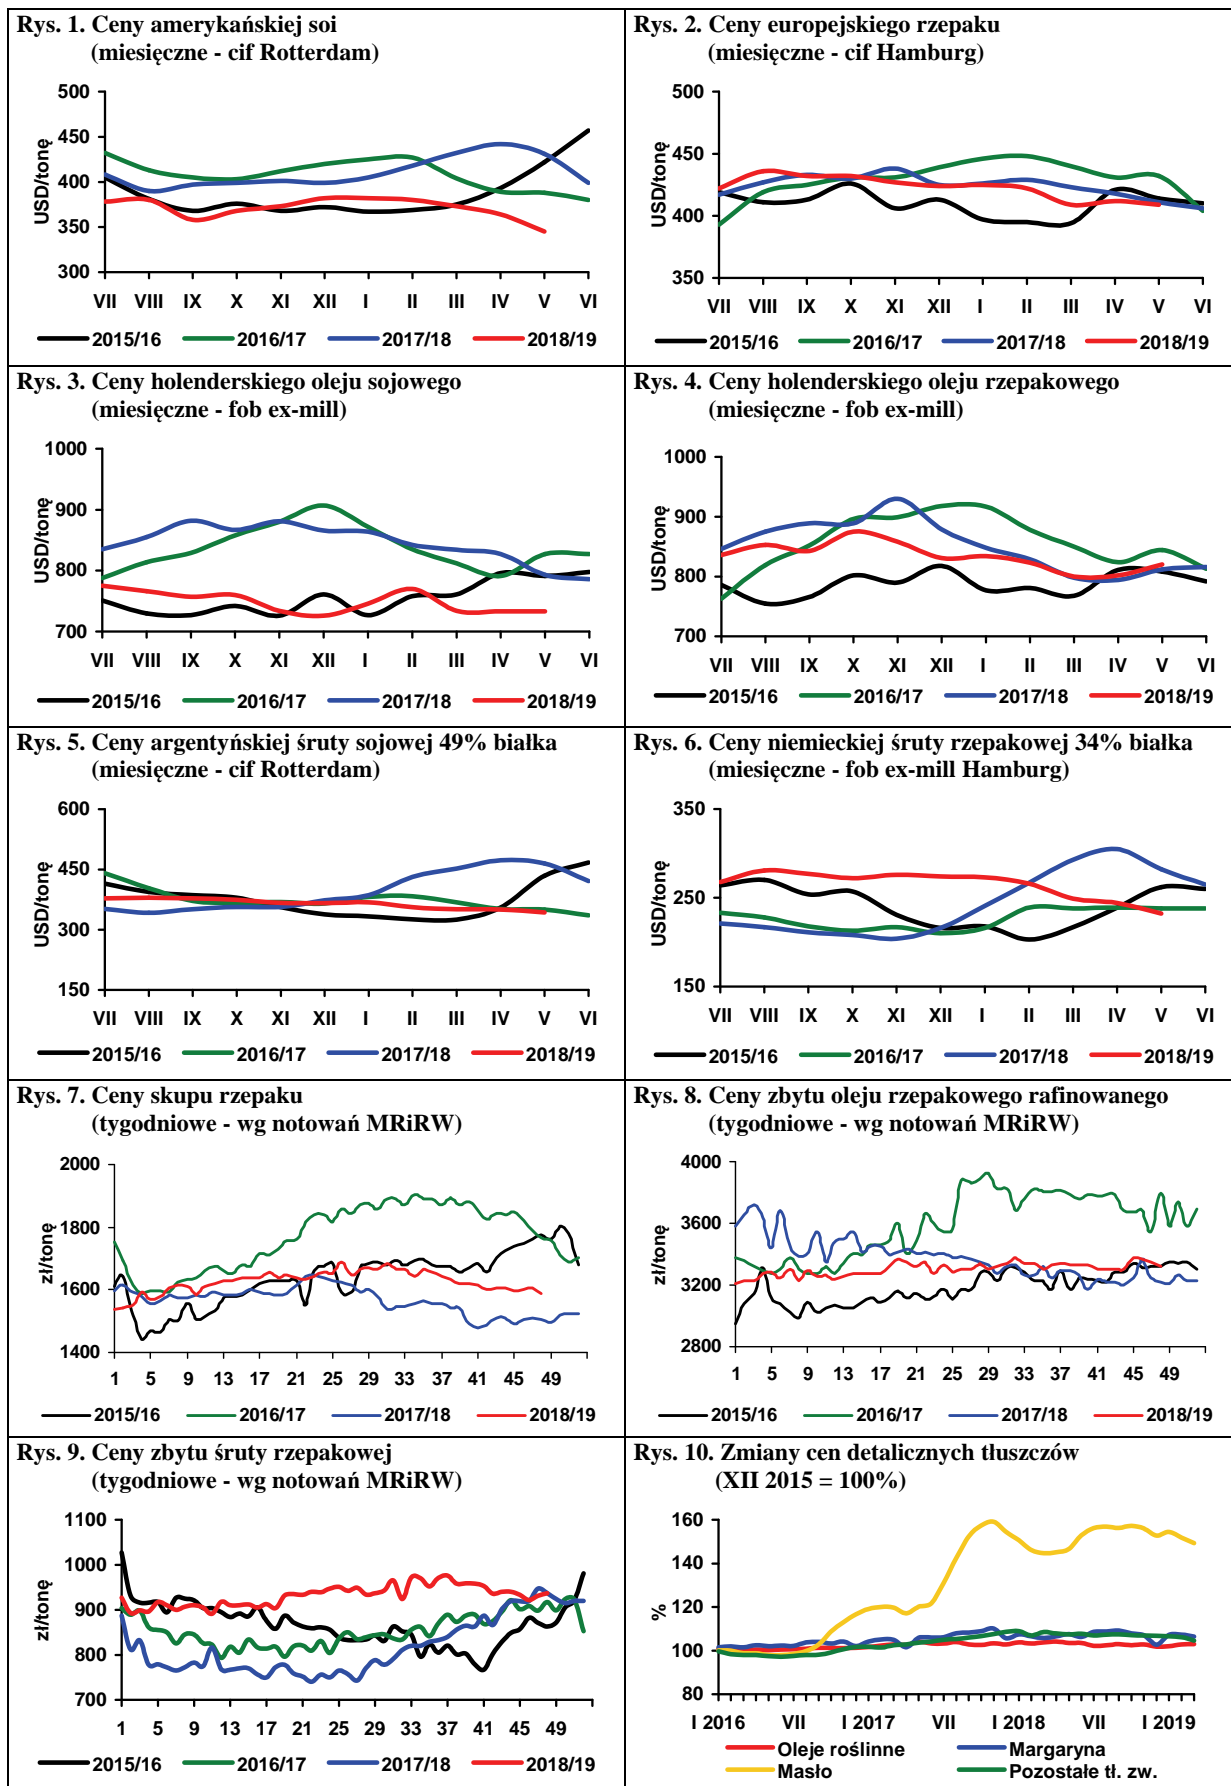 Rys. 1. Ceny amerykańskiej soi
(miesięczne - cif Rotterdam)
USD/tonę
500
450
400
350
300
VII VIII IX X XI XII I II III IV V VI
2015/16 2016/17 2017/18 2018/19
Rys. 2. Ceny europejskiego rzepaku
(miesięczne - cif Hamburg)
USD/tonę
500
450
400
350
VII VIII IX X XI XII I II III IV V VI
2015/16 2016/17 2017/18 2018/19
Rys. 3. Ceny holenderskiego oleju sojowego
(miesięczne - fob ex-mill)
USD/tonę
1000
900
800
700
VII VIII IX X XI XII I II III IV V VI
2015/16 2016/17 2017/18 2018/19
Rys. 4. Ceny holenderskiego oleju rzepakowego
(miesięczne - fob ex-mill)
USD/tonę
1000
900
800
700
VII VIII IX X XI XII I II III IV V VI
2015/16 2016/17 2017/18 2018/19
Rys. 5. Ceny argentyńskiej śruty sojowej 49% białka
(miesięczne - cif Rotterdam)
USD/tonę
600
450
300
150
VII VIII IX X XI XII I II III IV V VI
2015/16 2016/17 2017/18 2018/19
Rys. 6. Ceny niemieckiej śruty rzepakowej 34% białka
(miesięczne - fob ex-mill Hamburg)
USD/tonę
350
250
150
VII VIII IX X XI XII I II III IV V VI
2015/16 2016/17 2017/18 2018/19
Rys. 7. Ceny skupu rzepaku
(tygodniowe - wg notowań MRiRW)
zł/tonę
2000
1800
1600
1400
1 5 9 13 17 21 25 29 33 37 41 45 49
2015/16 2016/17 2017/18 2018/19
Rys. 8. Ceny zbytu oleju rzepakowego rafinowanego
(tygodniowe - wg notowań MRiRW)
zł/tonę
4000
3600
3200
2800
1 5 9 13 17 21 25 29 33 37 41 45 49
2015/16 2016/17 2017/18 2018/19
Rys. 9. Ceny zbytu śruty rzepakowej
(tygodniowe - wg notowań MRiRW)
zł/tonę
1100
1000
900
800
700
1 5 9 13 17 21 25 29 33 37 41 45 49
2015/16 2016/17 2017/18 2018/19
Rys. 10. Zmiany cen detalicznych tłuszczów
(XII 2015 = 100%)
%
160
140
120
100
80
I 2016 VII I 2017 VII I 2018 VII I 2019
Oleje roślinne Margaryna
Masło Pozostałe tł. zw.